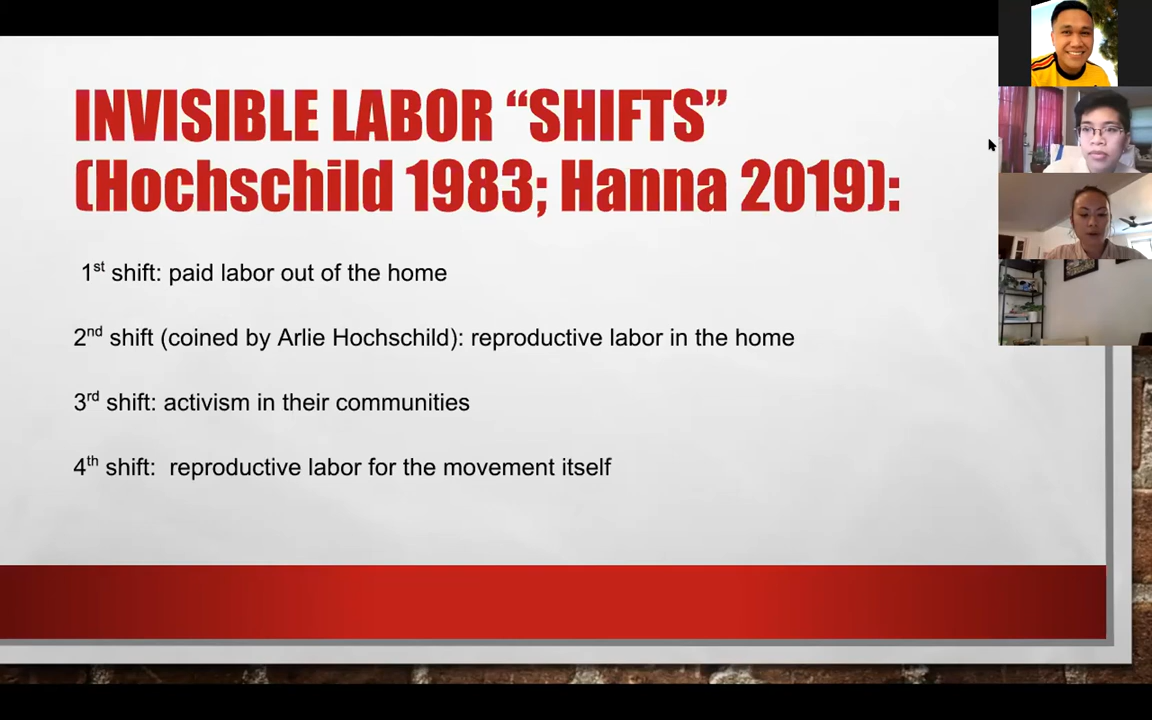 INVISIBLE LABOR “SHIFTS”
(Hochschild 1983; Hanna 2019):
1st shift: paid labor out of the home
2nd shift (coined by Arlie Hochschild): reproductive labor in the home
3rd shift: activism in their communities
4th shift:  reproductive labor for the movement itself